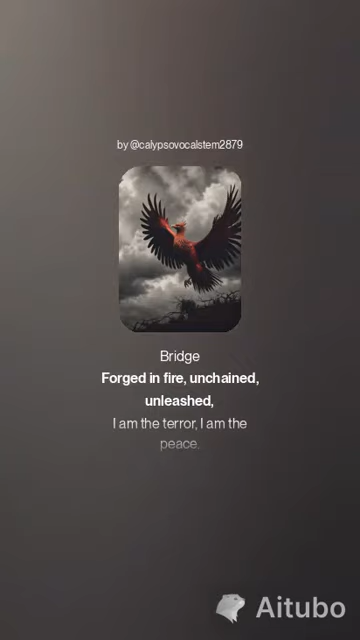 by @calypsovocalstem2879
Bridge
Forged in fire, unchained,
unleashed,
I am the terror, I am the
peace.
Aitubo